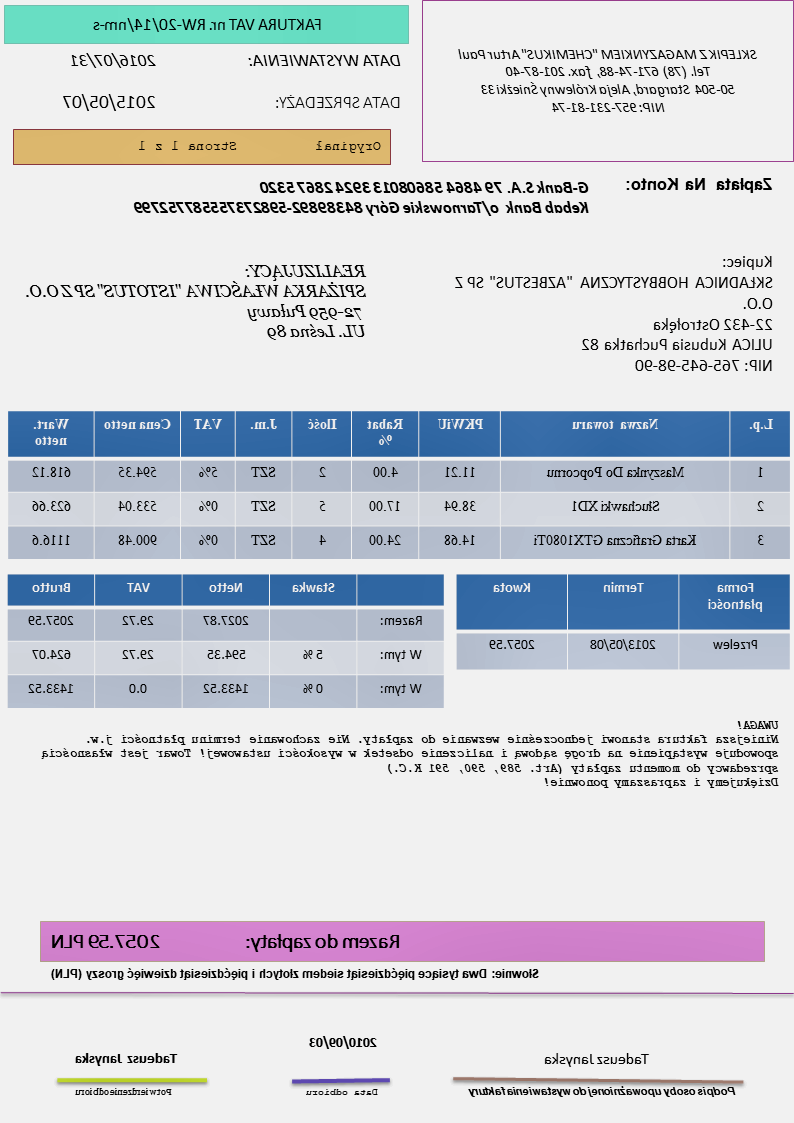 SKLEPIK Z MAGAZYNKIEM "CHEMIKUS" Artur Paul
Tel. (78) 671-74-88, fax. 201-87-40
50-504 Stargard, Aleja Królewny Śnieżki 33
NIP: 957-231-81-74
FAKTURA VAT nr. RW-20/14/nm-s
DATA WYSTAWIENIA: 2016/07/31
DATA SPRZEDAŻY: 2015/05/07
Oryginał Strona 1 z 1
Zapłata Na Konto: G-Bank S.A. 79 4864 5860 8013 3924 2867 5320
Kebab Bank o/Tarnowskie Góry 84389892-598273755587752799
Kupiec:
SKŁADNICA HOBBYSTYCZNA "AZBESTUS" SP Z
O.O.
22-432 Ostrołęka
ULICA Kubusia Puchatka 82
NIP: 765-645-98-90
REALIZUJĄCY:
SPIŻARKA WŁAŚCIWA "ISTOTUS" SP Z O.O.
72-959 Puławy
UL. Leśna 89
L.p. Nazwa towaru PKWiU Rabat % Ilość J.m. VAT Cena netto Wart. netto
1 Maszynka Do Popcornu 11.21 4.00 2 SZT 5% 594.35 618.12
2 Słuchawki XD1 38.94 17.00 5 SZT 0% 533.04 623.66
3 Karta Graficzna GTX1080Ti 14.68 24.00 4 SZT 0% 900.48 1116.6
Forma płatności Termin Kwota
Przelew 2013/05/08 2057.59
Stawka Netto VAT Brutto
Razem: 2027.87 29.72 2057.59
W tym: 5 % 594.35 29.72 624.07
W tym: 0 % 1433.52 0.0 1433.52
UWAGA!
Niniejsza faktura stanowi jednocześnie wezwanie do zapłaty. Nie zachowanie terminu płatności j.w.
spowoduje wystąpienie na drogę sądową i naliczenie odsetek w wysokości ustawowej! Towar jest własnością
sprzedawcy do momentu zapłaty (Art. 589, 590, 591 K.C.)
Dziękujemy i zapraszamy ponownie!
Razem do zapłaty: 2057.59 PLN
Słownie: Dwa tysiące pięćdziesiąt siedem złotych i pięćdziesiąt dziewięć groszy (PLN)
Tadeusz Janyska
Podpis osoby upoważnionej do wystawienia faktury
2010/09/03
Data odbioru
Tadeusz Janyska
Potwierdzenie odbioru